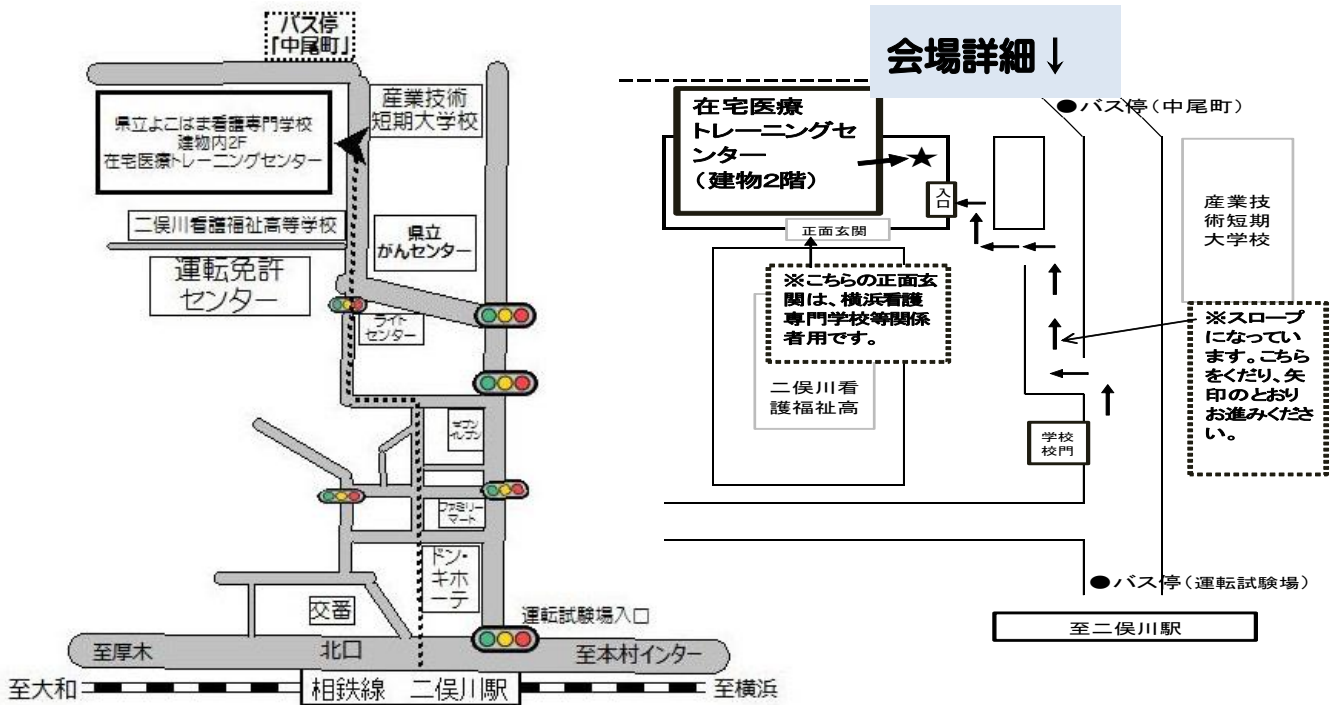 バス停
「中尾町」
産業技術
短期大学校
県立よこはま看護専門学校
建物内2F
在宅医療トレーニングセンター
二俣川看護福祉高等学校
県立
がんセンター
運転免許
センター
ライト
センター
セブン
イレブン
ファミリー
マート
ドン・
キホ
ーテ
交番
運転試験場入口
至厚木
北口
至本村インター
至大和
相鉄線 二俣川駅
至横浜
会場詳細↓
在宅医療
トレーニングセ
ンター
(建物2階)
入口
正面玄関
※こちらの正面玄
関は、横浜看護
専門学校等関係
者用です。
二俣川看
護福祉高
●バス停(中尾町)
産業技
術短期
大学校
※スロープ
になってい
ます。こちら
をくだり、矢
印のとおり
お進みくださ
い。
学校
校門
●バス停(運転試験場)
至二俣川駅